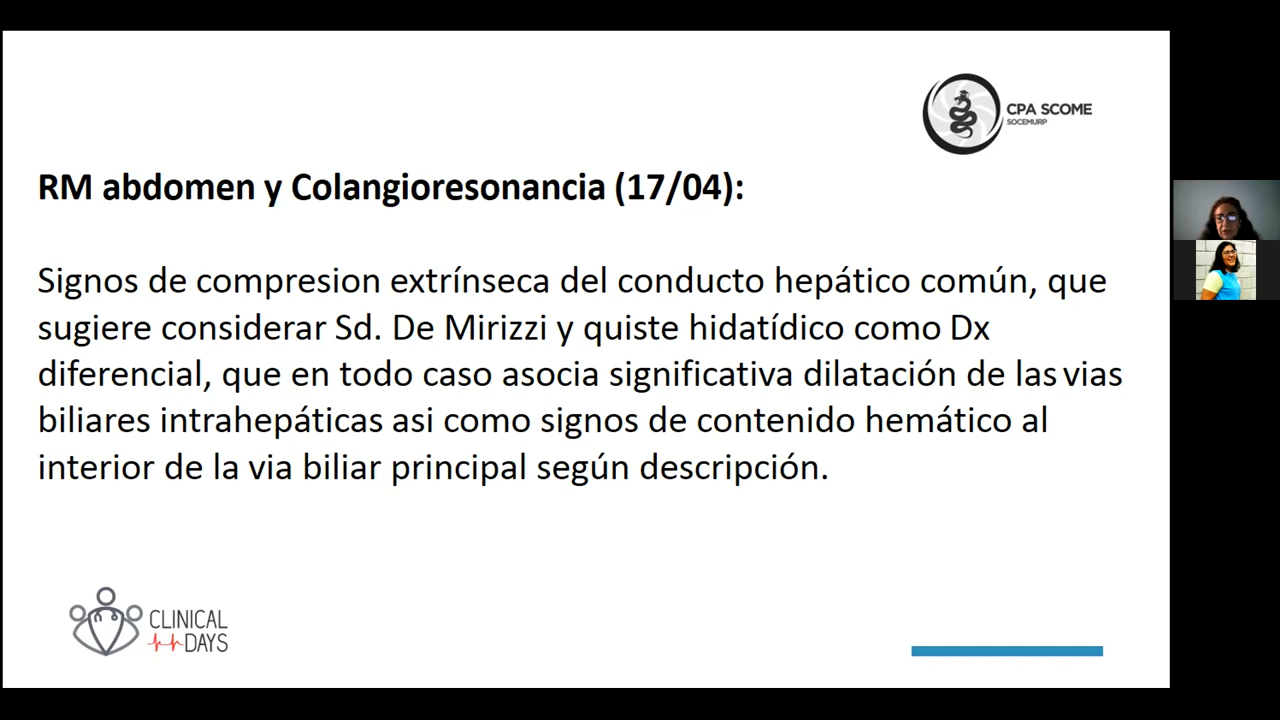 CPA SCOME
SOCEMURP
RM abdomen y Colangioresonancia (17/04):
Signos de compresion extrínseca del conducto hepático común, que
sugiere considerar Sd. De Mirizzi y quiste hidatídico como Dx
diferencial, que en todo caso asocia significativa dilatación de las vias
biliares intrahepáticas asi como signos de contenido hemático al
interior de la via biliar principal según descripción.
CLINICAL
DAYS